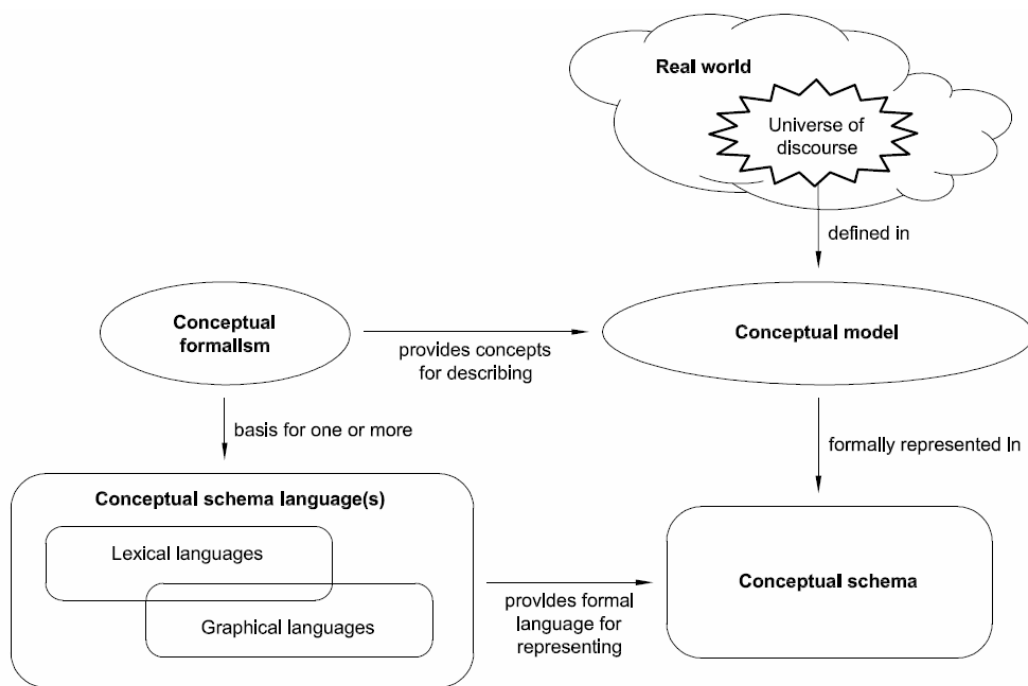 Real world
Universe of
discourse
defined in
Conceptual
formalIsm
provides concepts
for describing
Conceptual model
basis for one or more
formally represented In
Conceptual schema language(s)
Lexical languages
Graphical languages
provides formal
language for
representing
Conceptual schema